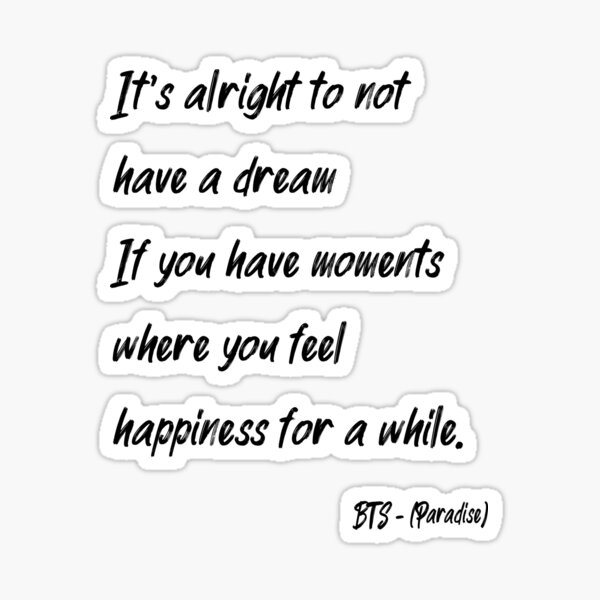 It's alright to not
have a dream
If you have moments
where you feel
happiness for a while.
BTS - (Paradise)